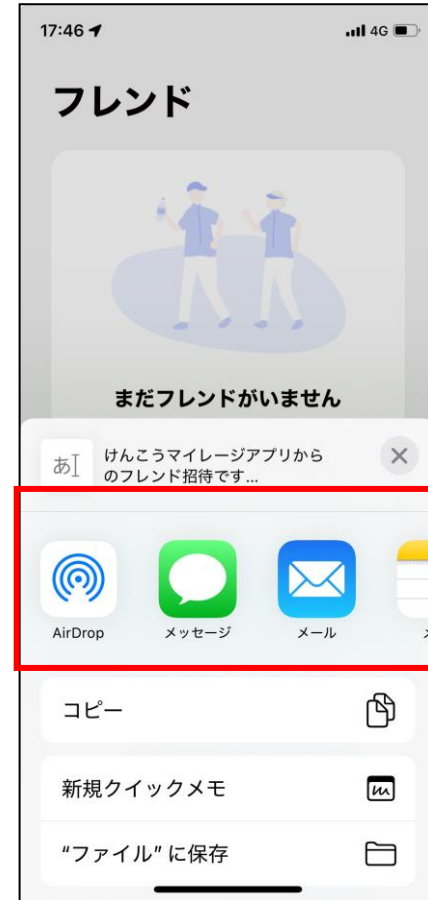 17:46
4G
フレンド
まだフレンドがいません
あ
けんこうマイレージアプリから
のフレンド招待です...
AirDrop
メッセージ
メール
コピー
新規クイックメモ
“ファイル” に保存